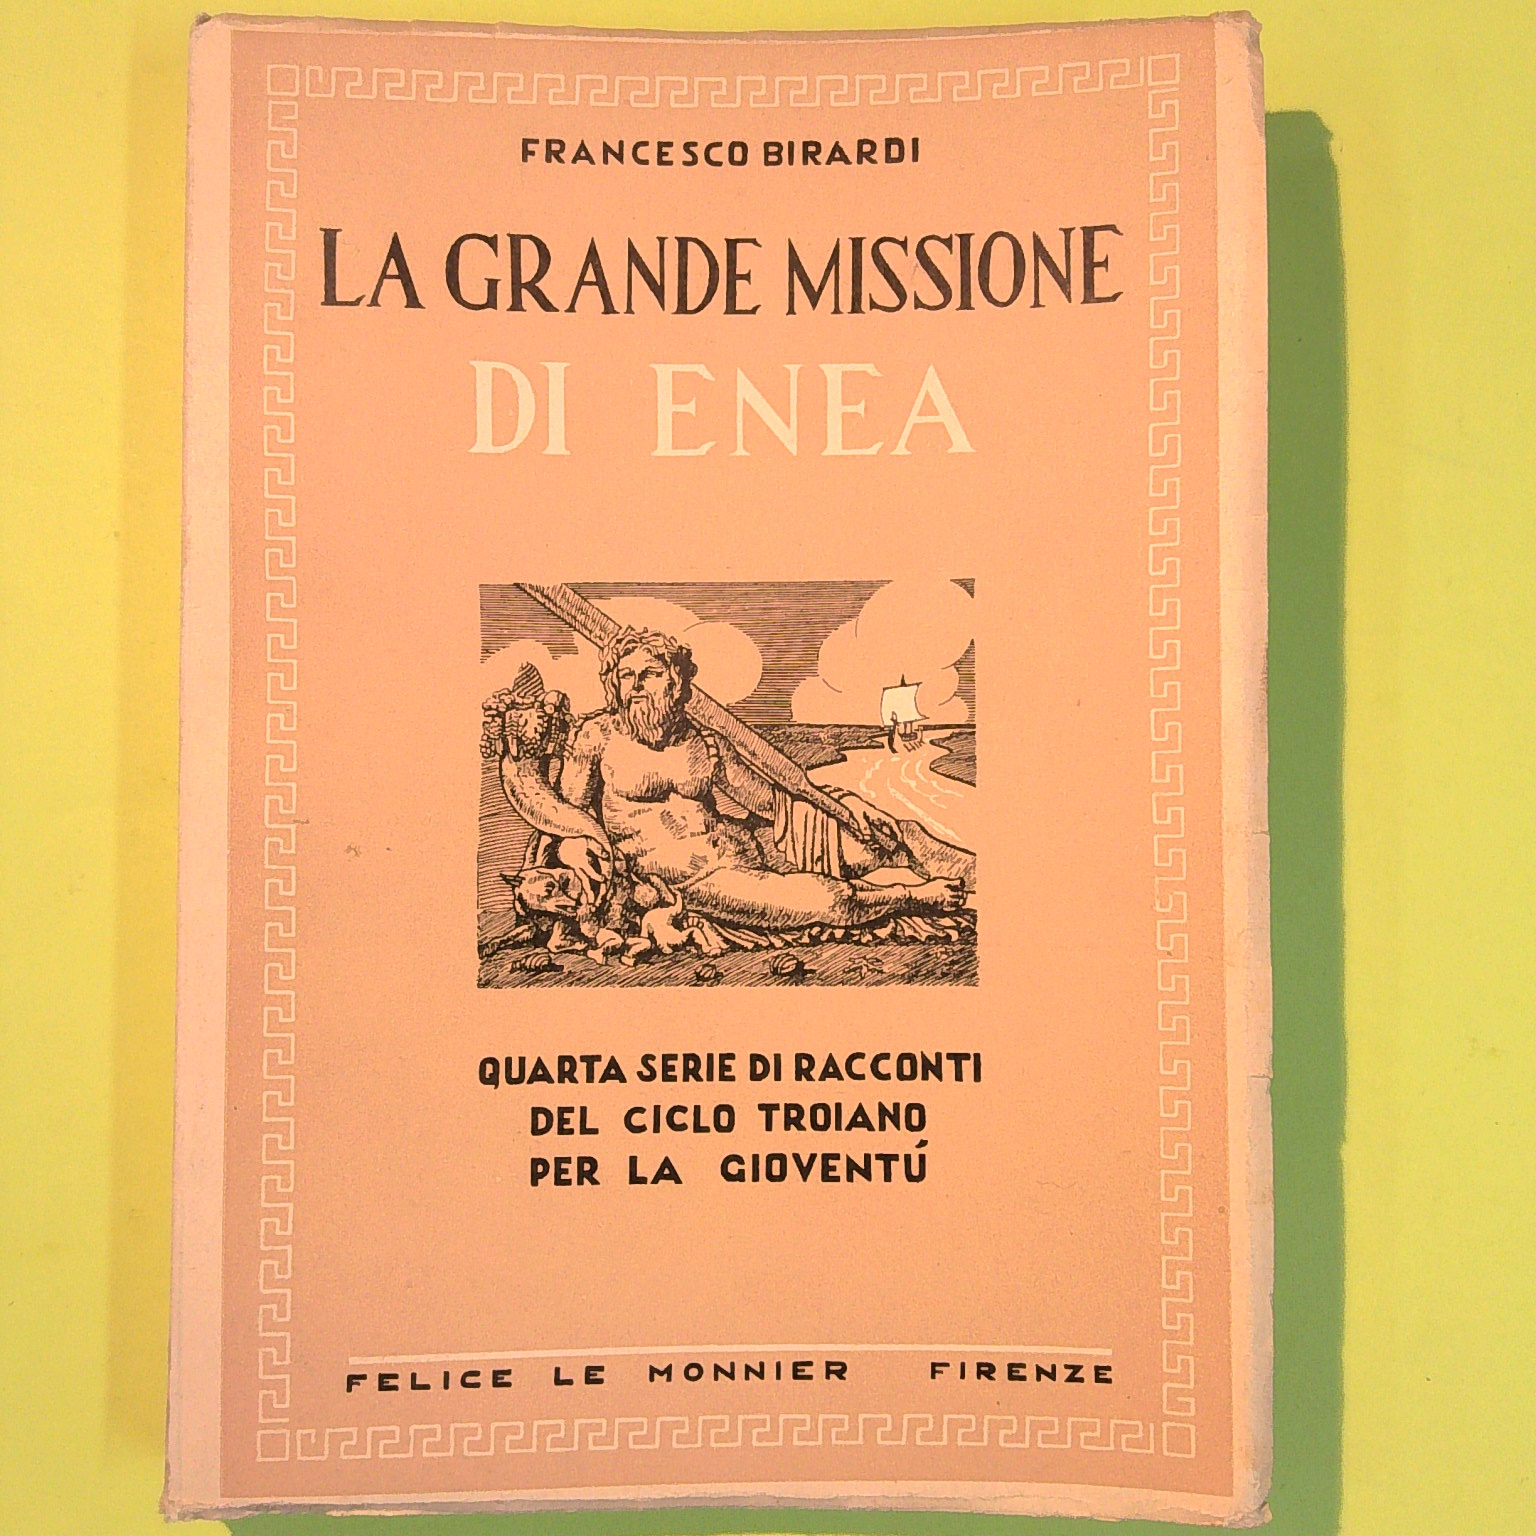 FRANCESCO BIRARDI
LA GRANDE MISSIONE
DI ENEA
QUARTA SERIE DI RACCONTI
DEL CICLO TROIANO
PER LA GIOVENTÚ
FELICE LE MONNIER FIRENZE